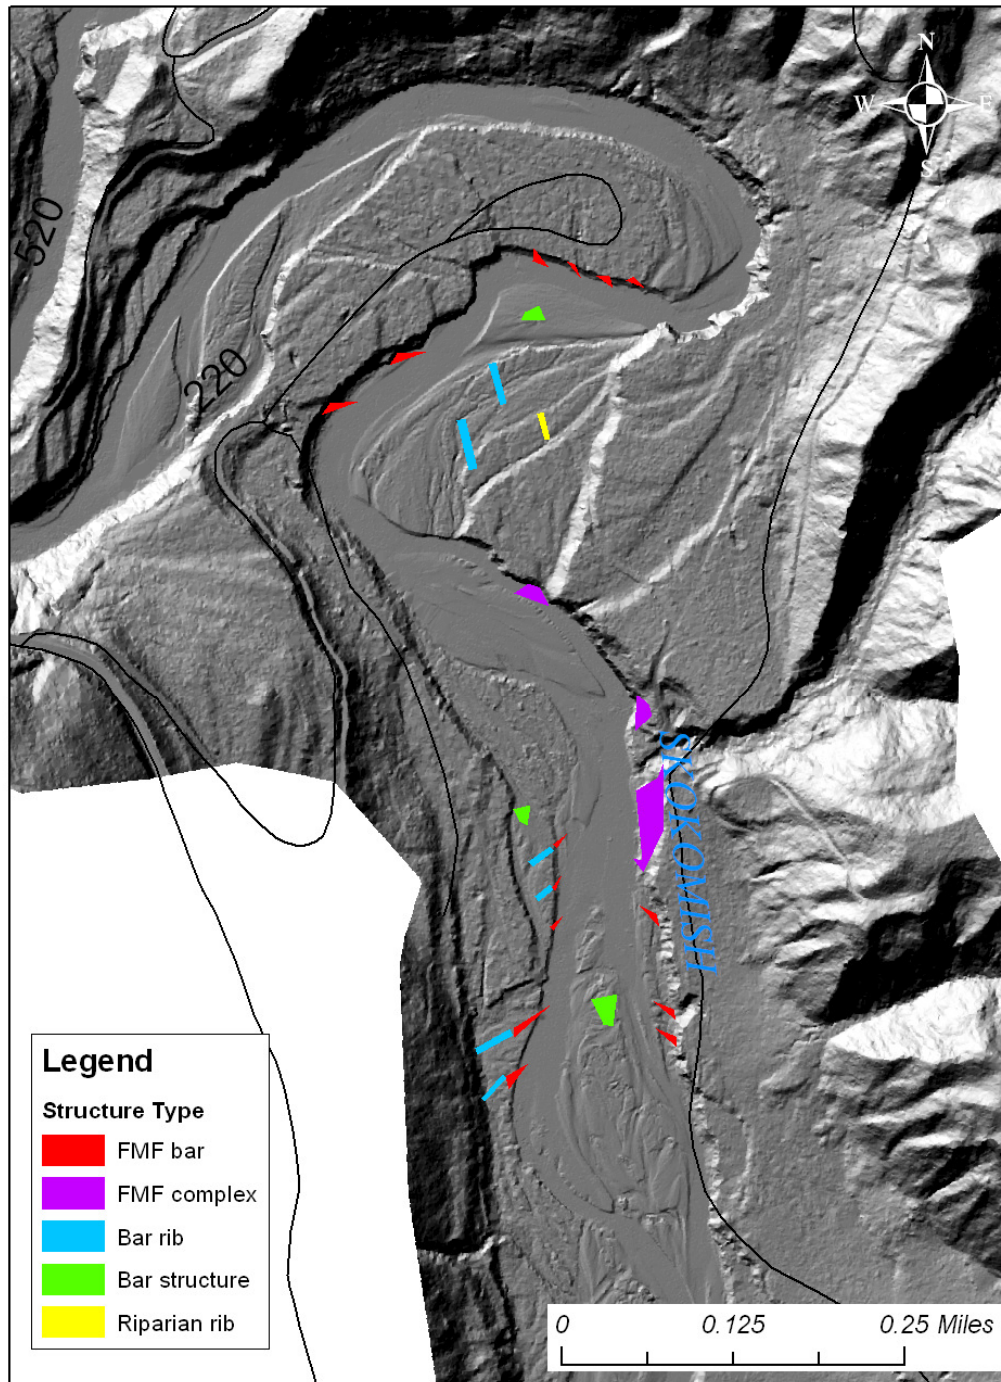 N
W E
S
520
220
SKOKOMISH
Legend
Structure Type
FMF bar
FMF complex
Bar rib
Bar structure
Riparian rib
0 0.125 0.25 Miles